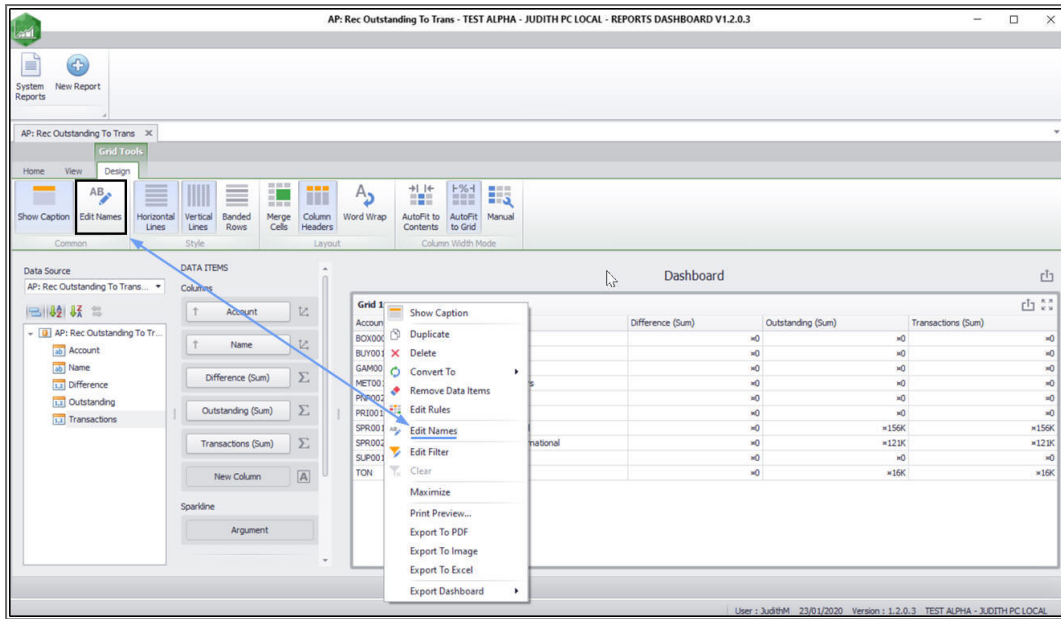 AP: Rec Outstanding To Trans - TEST ALPHA - JUDITH PC LOCAL - REPORTS DASHBOARD V1.2.0.3
System Reports
New Report
AP: Rec Outstanding To Trans
Grid Tools
Home View Design
Show Caption
Edit Names
Horizontal Lines
Vertical Lines
Banded Rows
Merge Cells
Column Headers
Word Wrap
AutoFit to Contents
AutoFit to Grid
Manual
Common Style Layout Column Width Mode
Data Source
AP: Rec Outstanding To Trans...
AP: Rec Outstanding To Tr...
Account
Name
Difference
Outstanding
Transactions
DATA ITEMS
Columns
Account
Name
Difference (Sum)
Outstanding (Sum)
Transactions (Sum)
New Column
Sparkline
Argument
Dashboard
Grid 1
Accoun Difference (Sum) Outstanding (Sum) Transactions (Sum)
BOX000 ¤0 ¤0 ¤0
BUY001 ¤0 ¤0 ¤0
GAM00 ¤0 ¤0 ¤0
MET00 s ¤0 ¤0 ¤0
PNP002 ¤0 ¤0 ¤0
PRI001 ¤0 ¤0 ¤0
SPR001 ¤0 ¤156K ¤156K
SPR002 national ¤0 ¤121K ¤121K
SUP001 ¤0 ¤0 ¤0
TON ¤0 ¤16K ¤16K
Show Caption
Duplicate
Delete
Convert To
Remove Data Items
Edit Rules
Edit Names
Edit Filter
Clear
Maximize
Print Preview...
Export To PDF
Export To Image
Export To Excel
Export Dashboard
User : JudithM 23/01/2020 Version : 1.2.0.3 TEST ALPHA - JUDITH PC LOCAL